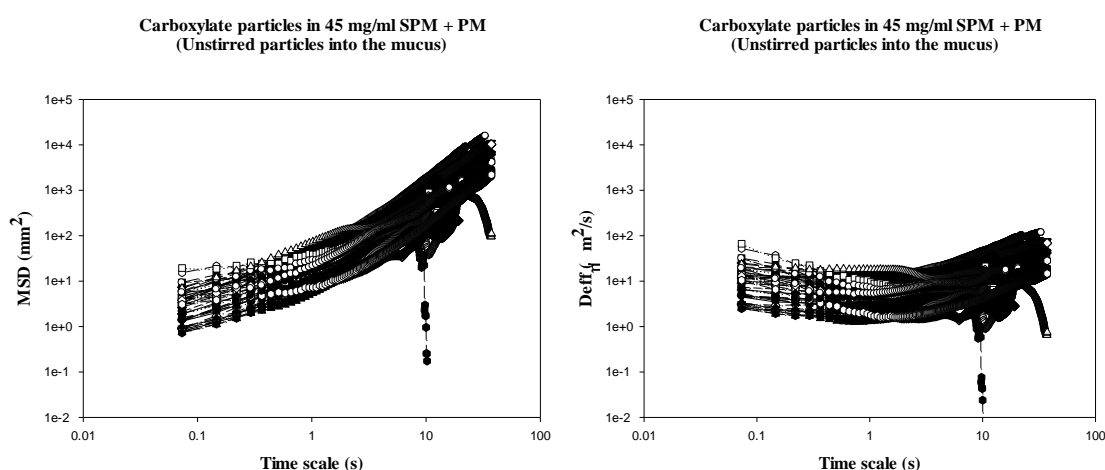 Carboxylate particles in 45 mg/ml SPM + PM
(Unstirred particles into the mucus)
MSD (mm²)
1e+5
1e+4
1e+3
1e+2
1e+1
1e+0
1e-1
1e-2
0.01
0.1
1
10
100
Time scale (s)
Carboxylate particles in 45 mg/ml SPM + PM
(Unstirred particles into the mucus)
Deff( m²/s)
1e+5
1e+4
1e+3
1e+2
1e+1
1e+0
1e-1
1e-2
0.01
0.1
1
10
100
Time scale (s)